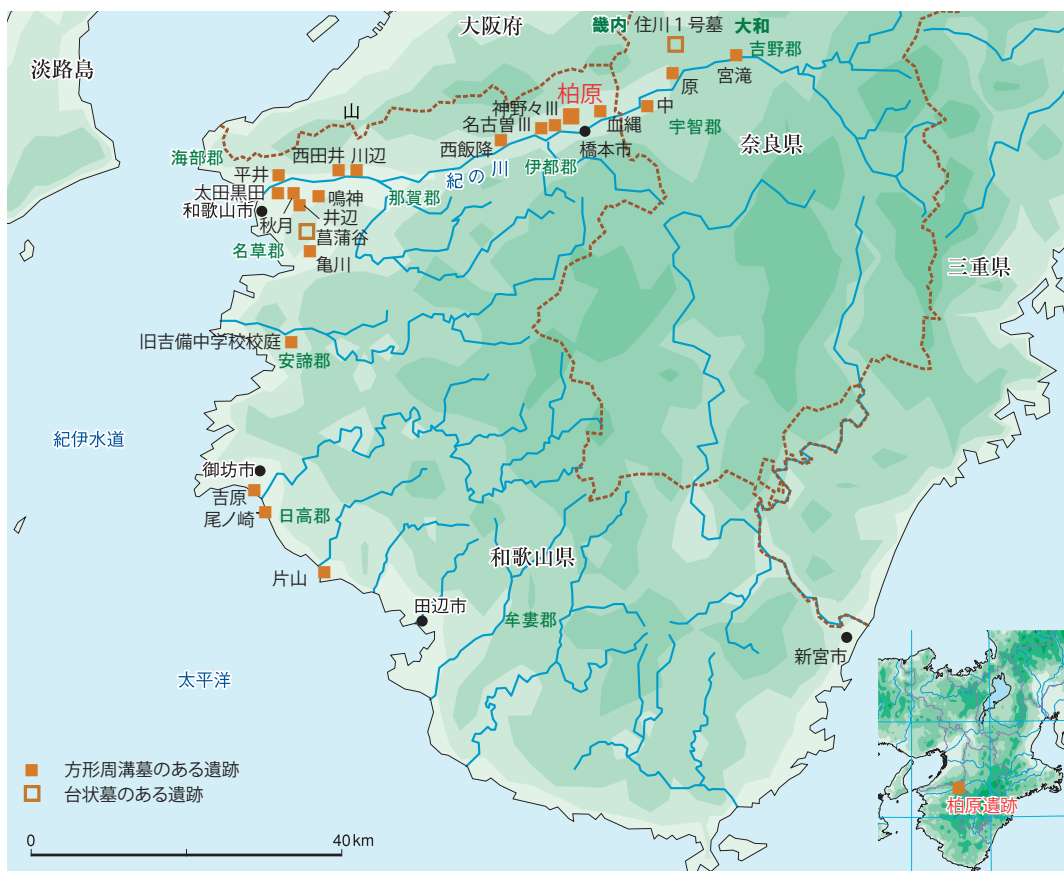 大阪府
畿内
住川1号墓
大和
吉野郡
淡路島
宮滝
原
柏原
神野々Ⅲ
中
山
名古曽Ⅲ
血縄
宇智郡
西飯降
橋本市
奈良県
海部郡
西田井
川辺
伊都郡
紀の川
平井
太田黒田
鳴神
那賀郡
和歌山市
秋月
井辺
菖蒲谷
名草郡
亀川
三重県
旧吉備中学校校庭
安諦郡
紀伊水道
御坊市
吉原
尾ノ崎
日高郡
和歌山県
片山
田辺市
牟婁郡
新宮市
太平洋
方形周溝墓のある遺跡
台状墓のある遺跡
柏原遺跡
0
40km